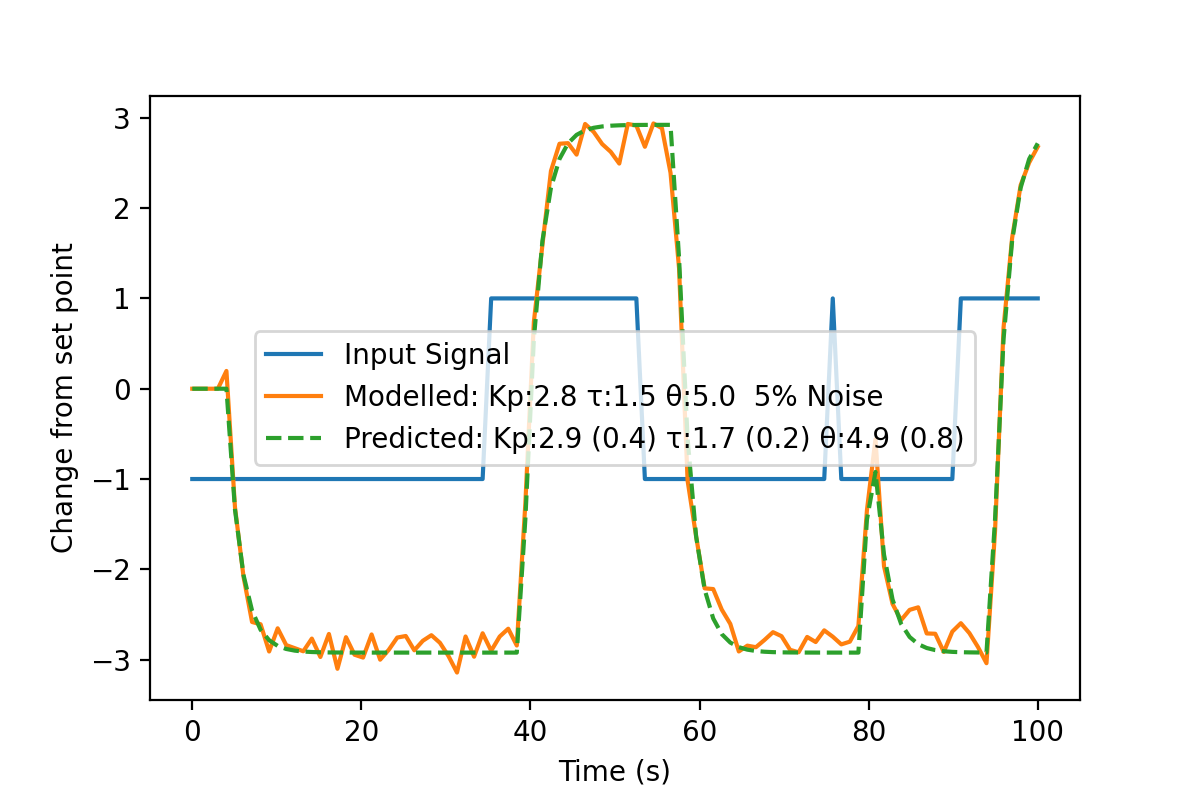 3
2
1
0
−1
−2
−3
Change from set point
Input Signal
Modelled: Kp:2.8 τ:1.5 θ:5.0  5% Noise
Predicted: Kp:2.9 (0.4) τ:1.7 (0.2) θ:4.9 (0.8)
0 20 40 60 80 100
Time (s)